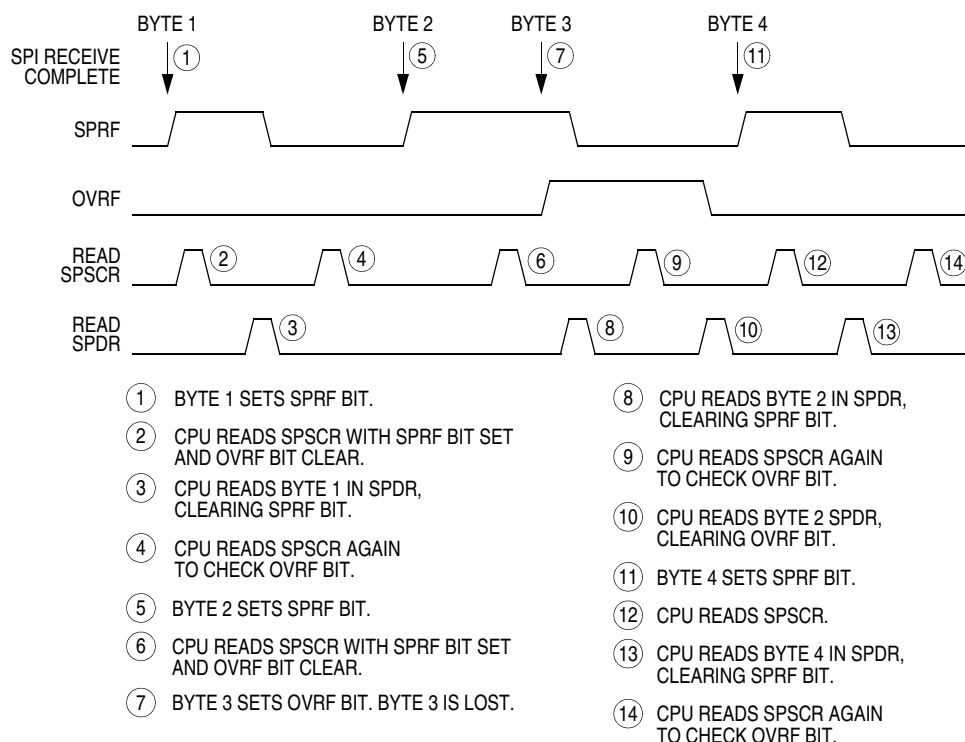 BYTE 1 BYTE 2 BYTE 3 BYTE 4
SPI RECEIVE
COMPLETE
1 5 7 11
SPRF
OVRF
READ
SPSCR
2 4 6 9 12 14
READ
SPDR
3 8 10 13
1 BYTE 1 SETS SPRF BIT.
2 CPU READS SPSCR WITH SPRF BIT SET
AND OVRF BIT CLEAR.
3 CPU READS BYTE 1 IN SPDR,
CLEARING SPRF BIT.
4 CPU READS SPSCR AGAIN
TO CHECK OVRF BIT.
5 BYTE 2 SETS SPRF BIT.
6 CPU READS SPSCR WITH SPRF BIT SET
AND OVRF BIT CLEAR.
7 BYTE 3 SETS OVRF BIT. BYTE 3 IS LOST.
8 CPU READS BYTE 2 IN SPDR,
CLEARING SPRF BIT.
9 CPU READS SPSCR AGAIN
TO CHECK OVRF BIT.
10 CPU READS BYTE 2 SPDR,
CLEARING OVRF BIT.
11 BYTE 4 SETS SPRF BIT.
12 CPU READS SPSCR.
13 CPU READS BYTE 4 IN SPDR,
CLEARING SPRF BIT.
14 CPU READS SPSCR AGAIN
TO CHECK OVRF BIT.